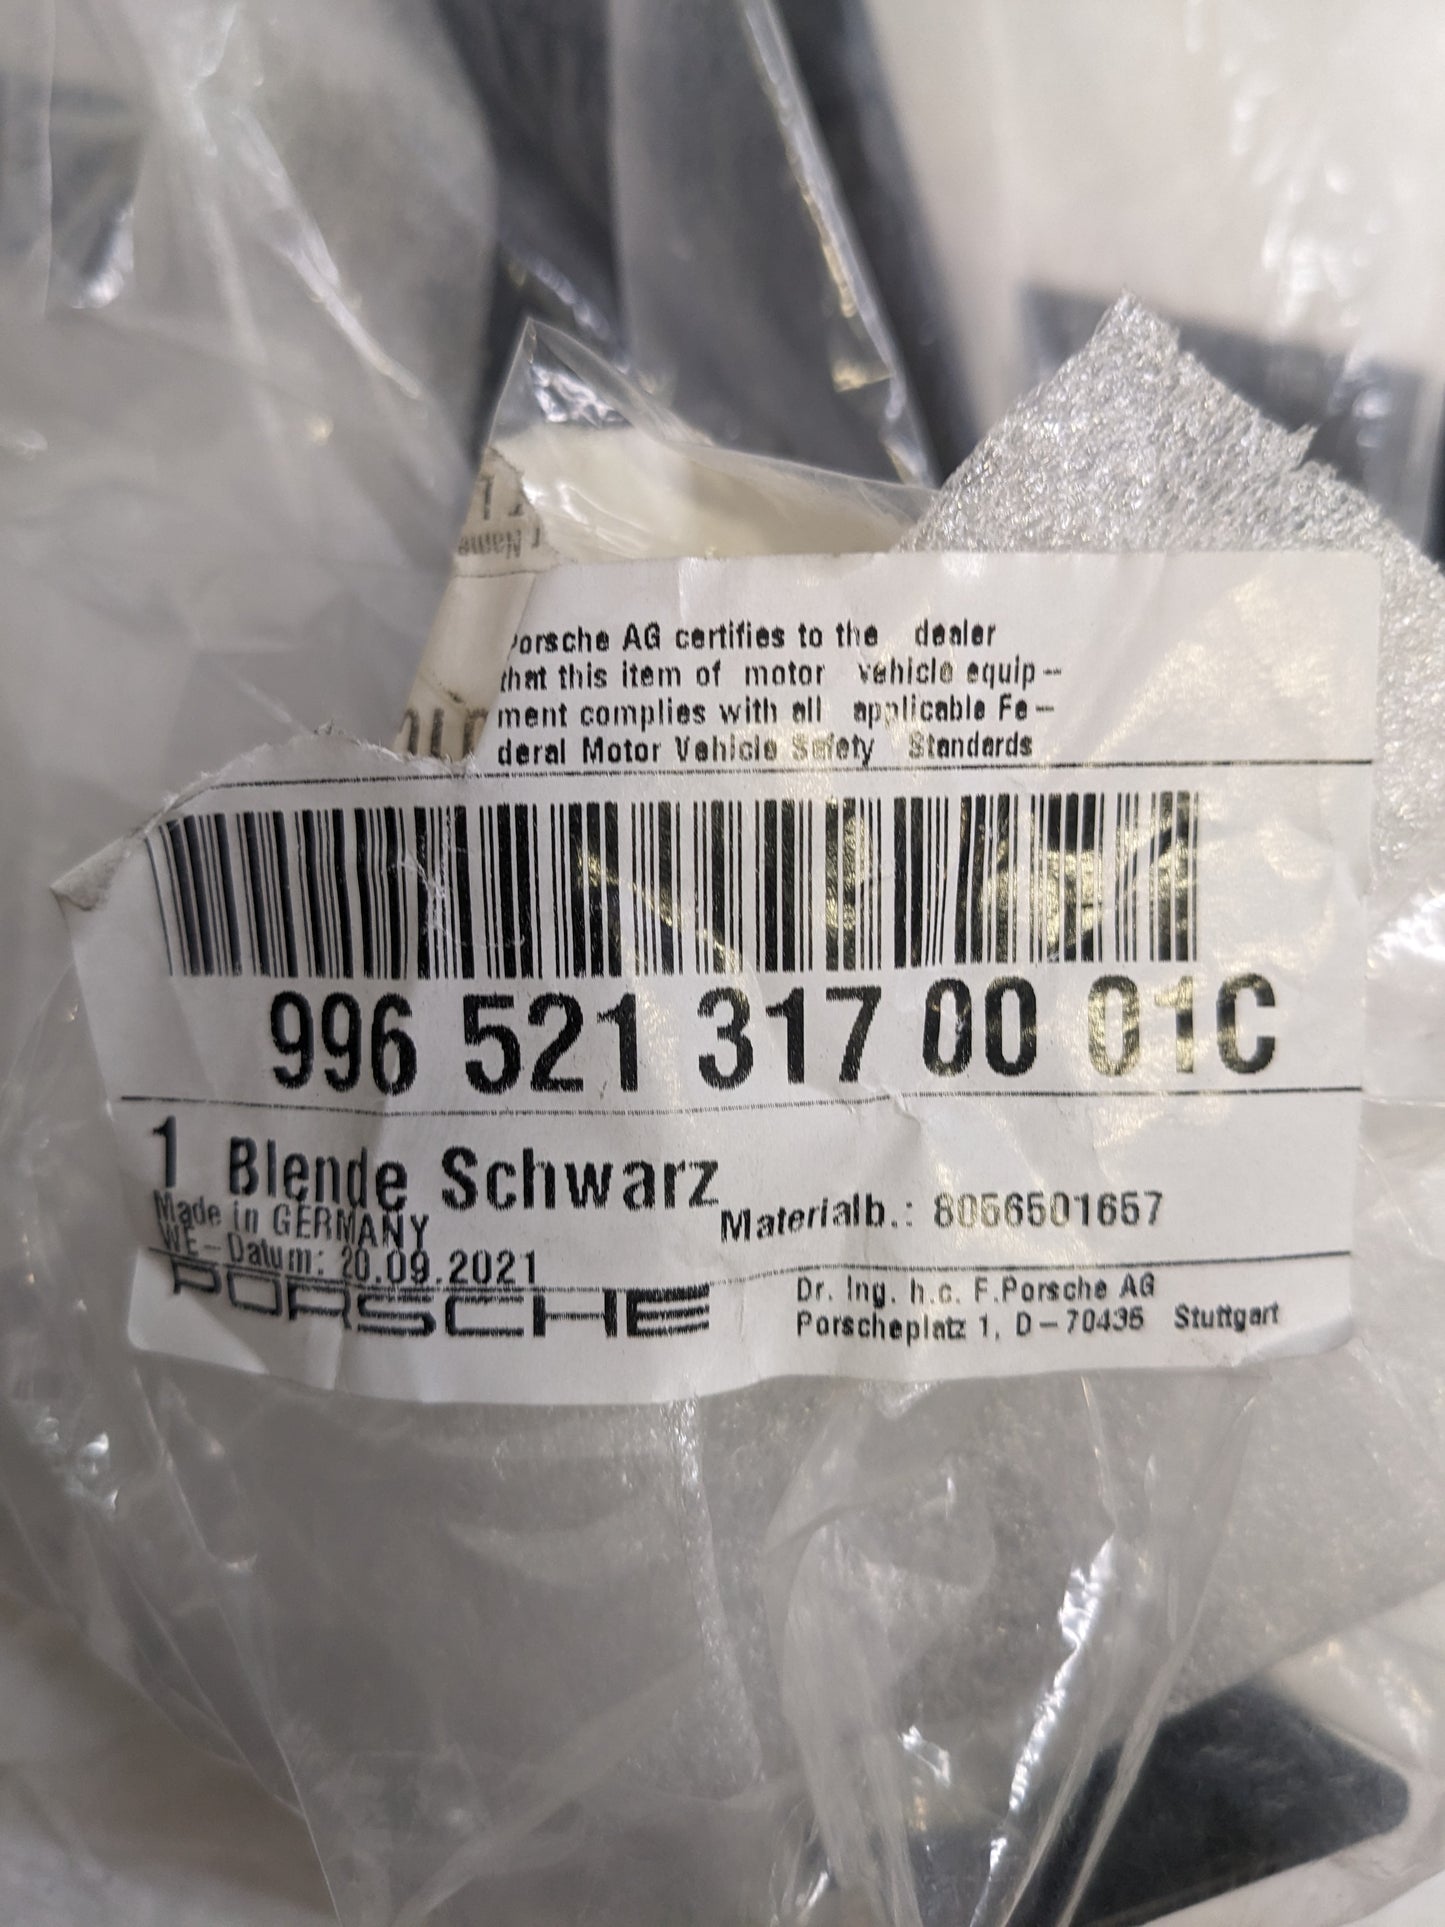 Porsche AG certifies to the dealer
that this item of motor vehicle equip-
ment complies with all applicable Fe-
deral Motor Vehicle Safety Standards
996 521 317 00 01C
1 Blende Schwarz
Made in GERMANY
Materialb.: 8056501657
WE-Datum: 20.09.2021
PORSCHE
Dr. Ing. h.c. F.Porsche AG
Porscheplatz 1, D-70435 Stuttgart